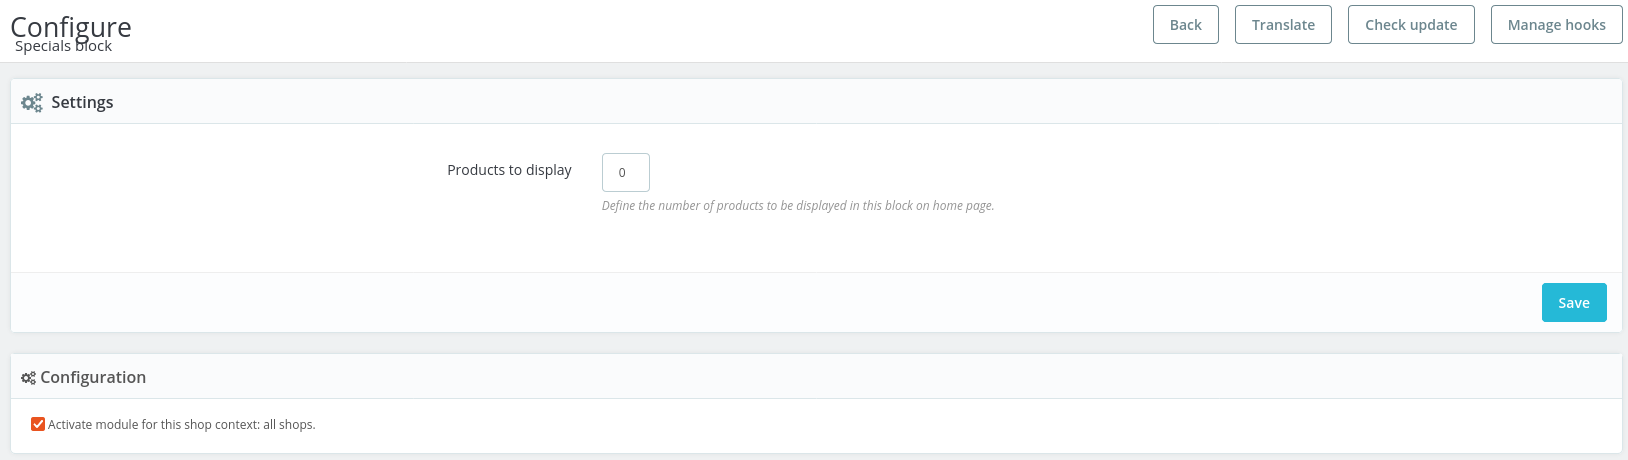 Configure
Specials block
Back
Translate
Check update
Manage hooks
Settings
Products to display
0
Define the number of products to be displayed in this block on home page.
Save
Configuration
Activate module for this shop context: all shops.